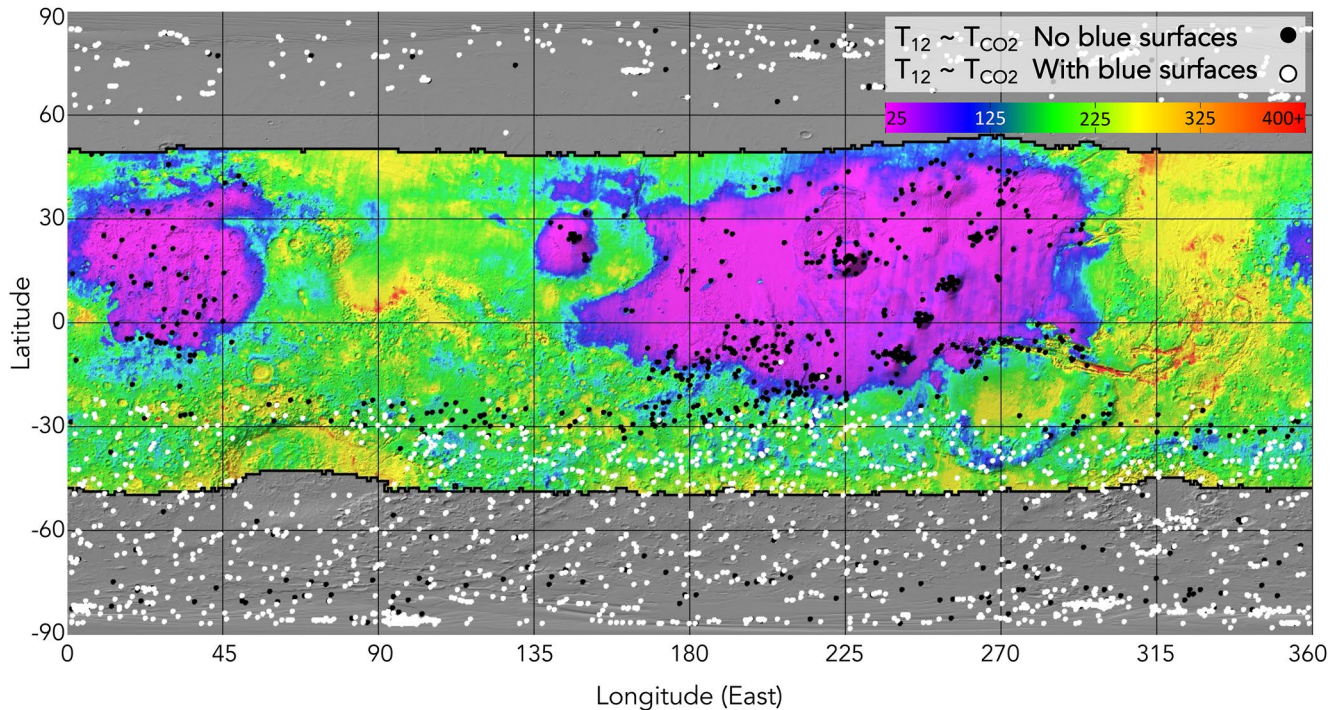 90
60
30
0
-30
-60
-90
Latitude
T12 ~ TCO2 No blue surfaces
T12 ~ TCO2 With blue surfaces
25 125 225 325 400+
0 45 90 135 180 225 270 315 360
Longitude (East)